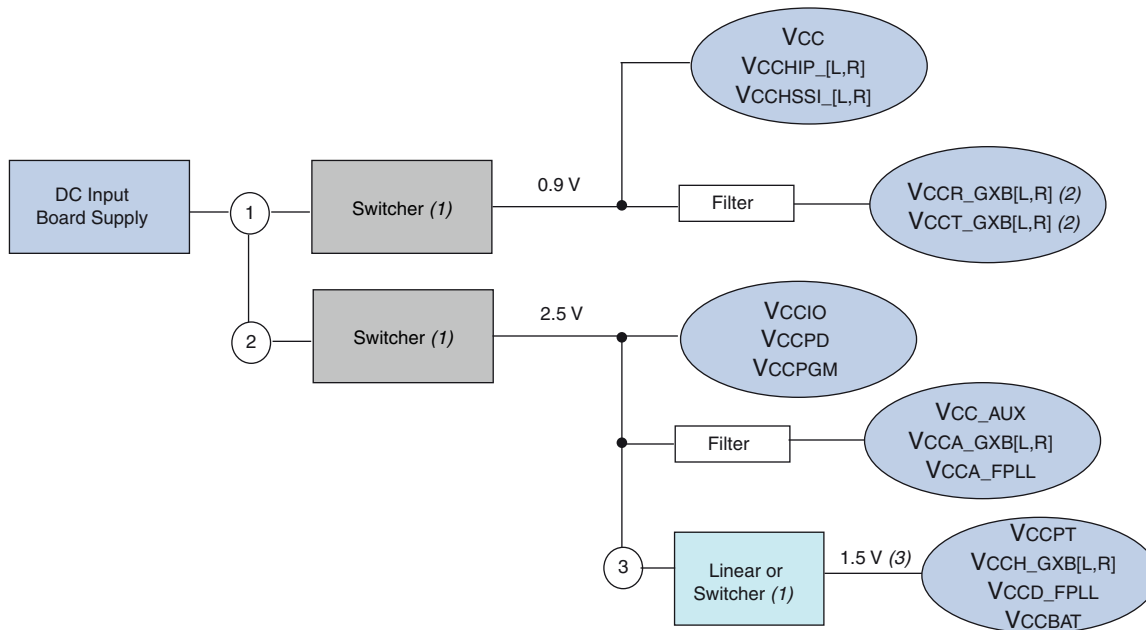 VCC
VCCHIP_[L,R]
VCCHSSI_[L,R]
DC Input
Board Supply
1
Switcher (1)
0.9 V
Filter
VCCR_GXB[L,R] (2)
VCCT_GXB[L,R] (2)
2
Switcher (1)
2.5 V
VCCIO
VCCPD
VCCPGM
Filter
VCC_AUX
VCCA_GXB[L,R]
VCCA_FPLL
3
Linear or
Switcher (1)
1.5 V (3)
VCCPT
VCCH_GXB[L,R]
VCCD_FPLL
VCCBAT